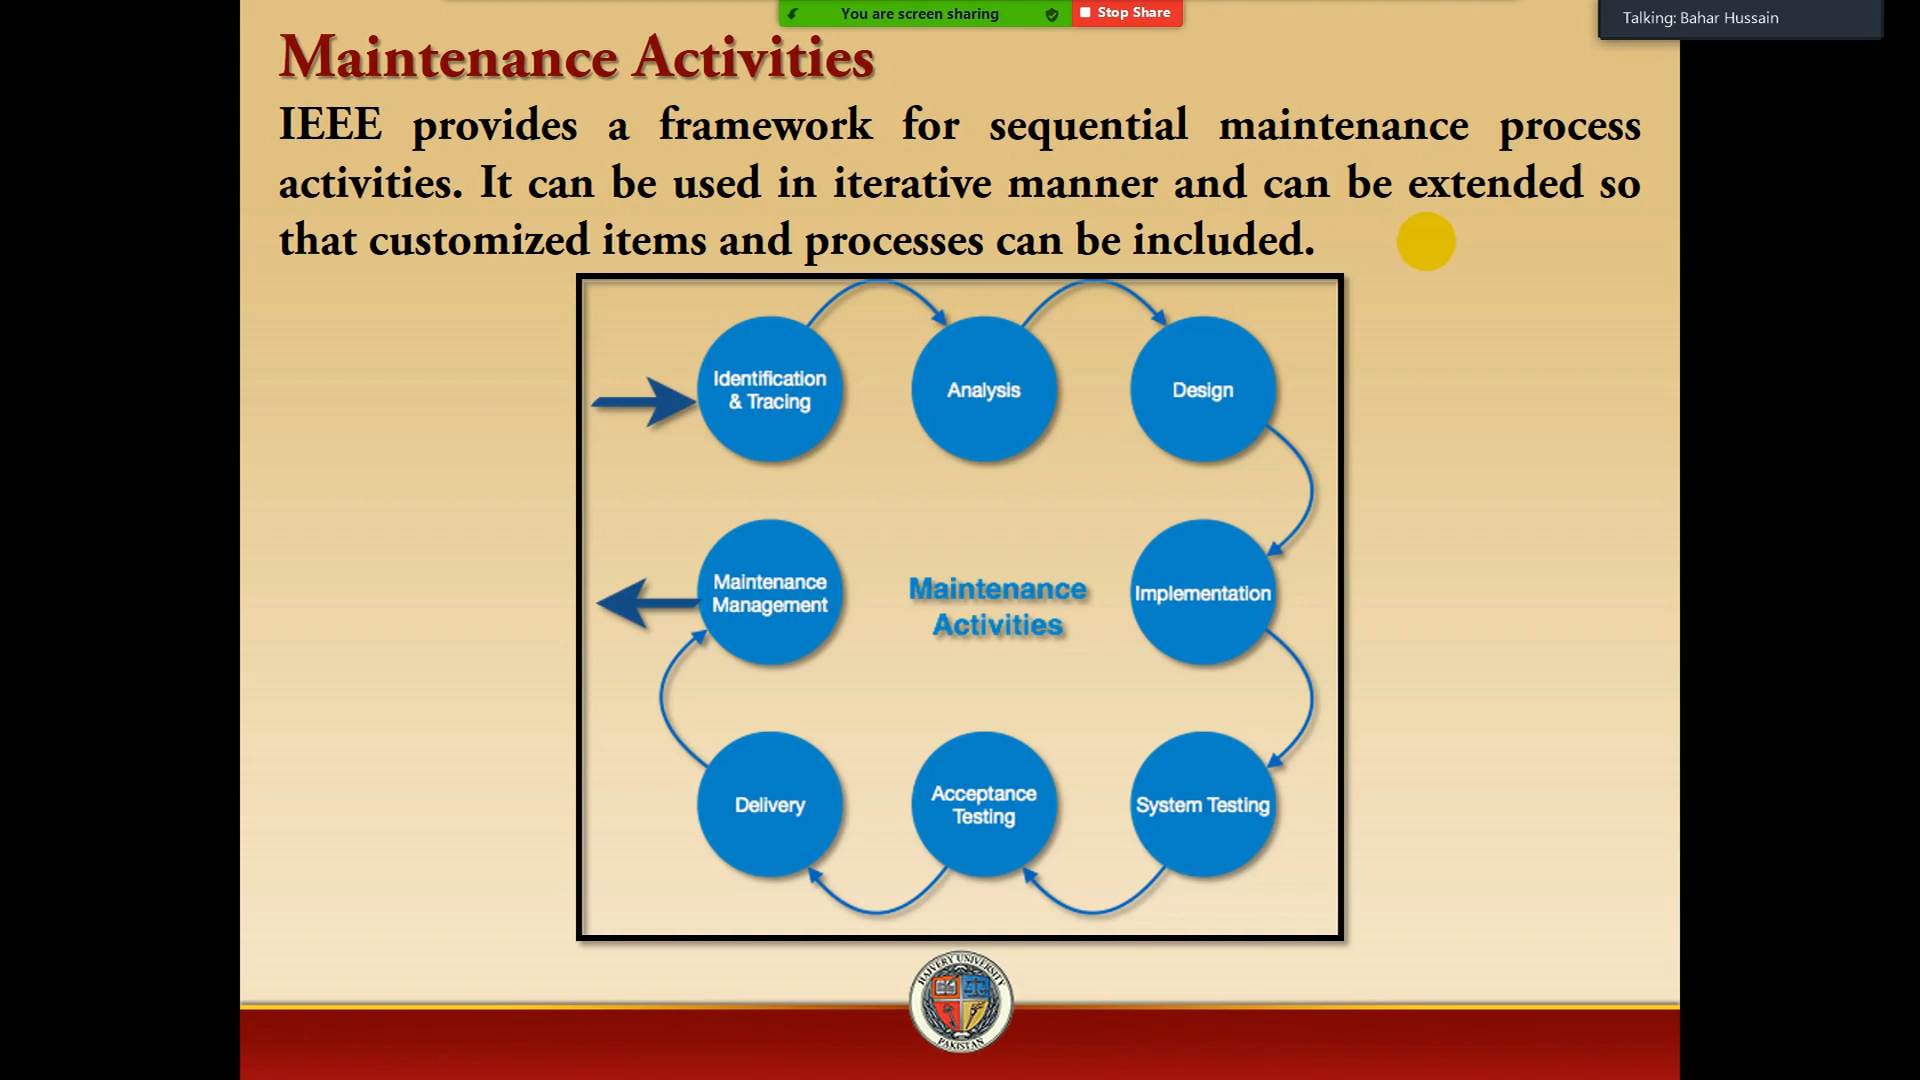 You are screen sharing
Stop Share
Talking: Bahar Hussain
Maintenance Activities
IEEE provides a framework for sequential maintenance process
activities. It can be used in iterative manner and can be extended so
that customized items and processes can be included.
Identification
& Tracing
Analysis
Design
Maintenance
Management
Maintenance
Activities
Implementation
Delivery
Acceptance
Testing
System Testing
UNIVERSITY
PAKISTAN